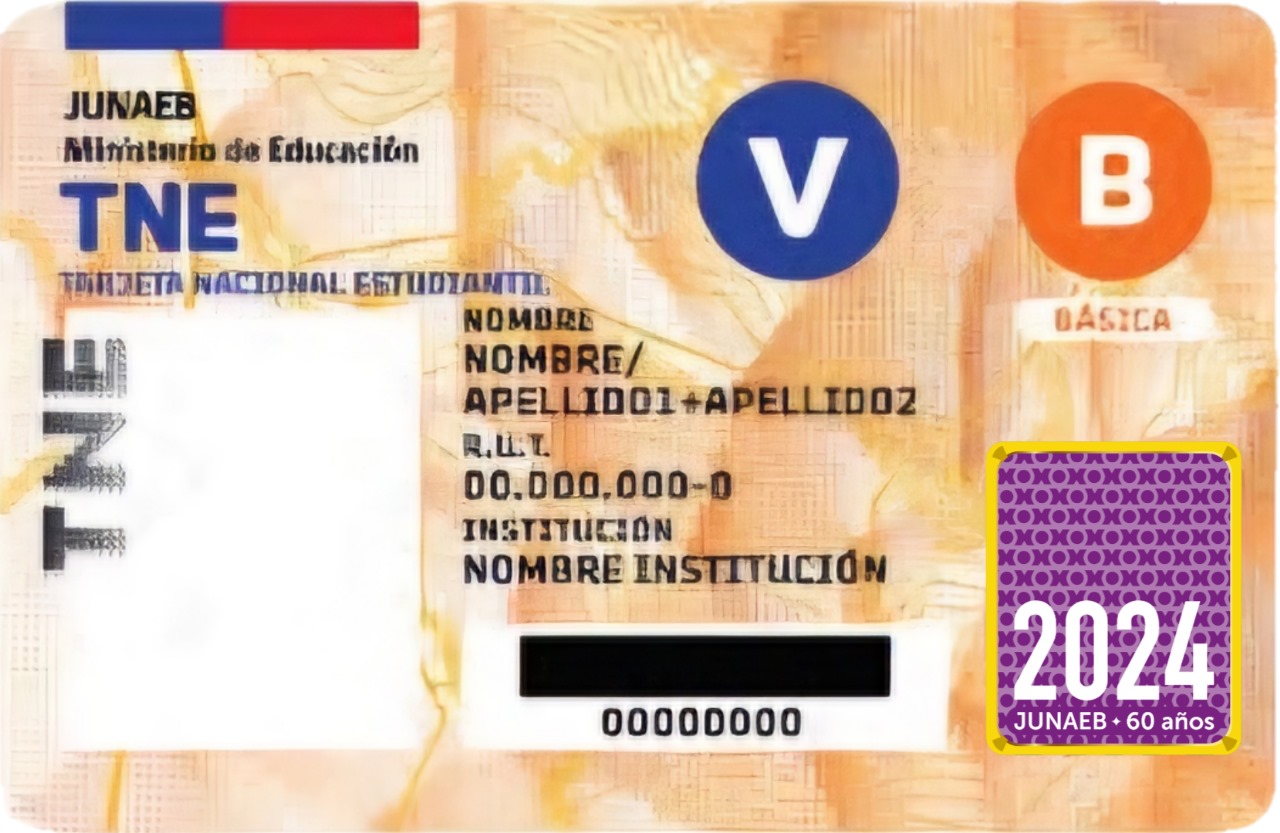 JUNAEB
Ministerio de Educación
TNE
TARJETA NACIONAL ESTUDIANTIL
V
B
BÁSICA
TNE
NOMBRE
NOMBRE/
APELLIDO1+APELLIDO2
R.U.T.
00.000.000-0
INSTITUCIÓN
NOMBRE INSTITUCIÓN
00000000
2024
JUNAEB + 60 años